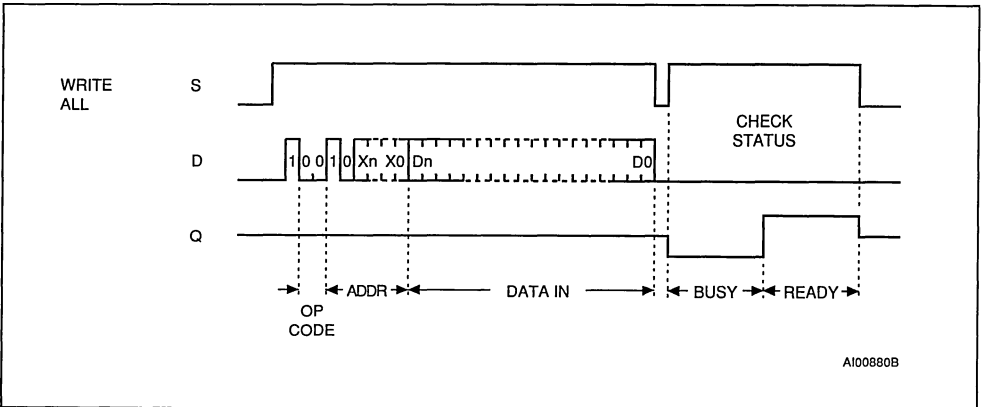 WRITE
ALL
S
CHECK
STATUS
D
1 0 0 1 0 Xn X0 Dn D0
Q
ADDR DATA IN BUSY READY
OP
CODE
AI00880B